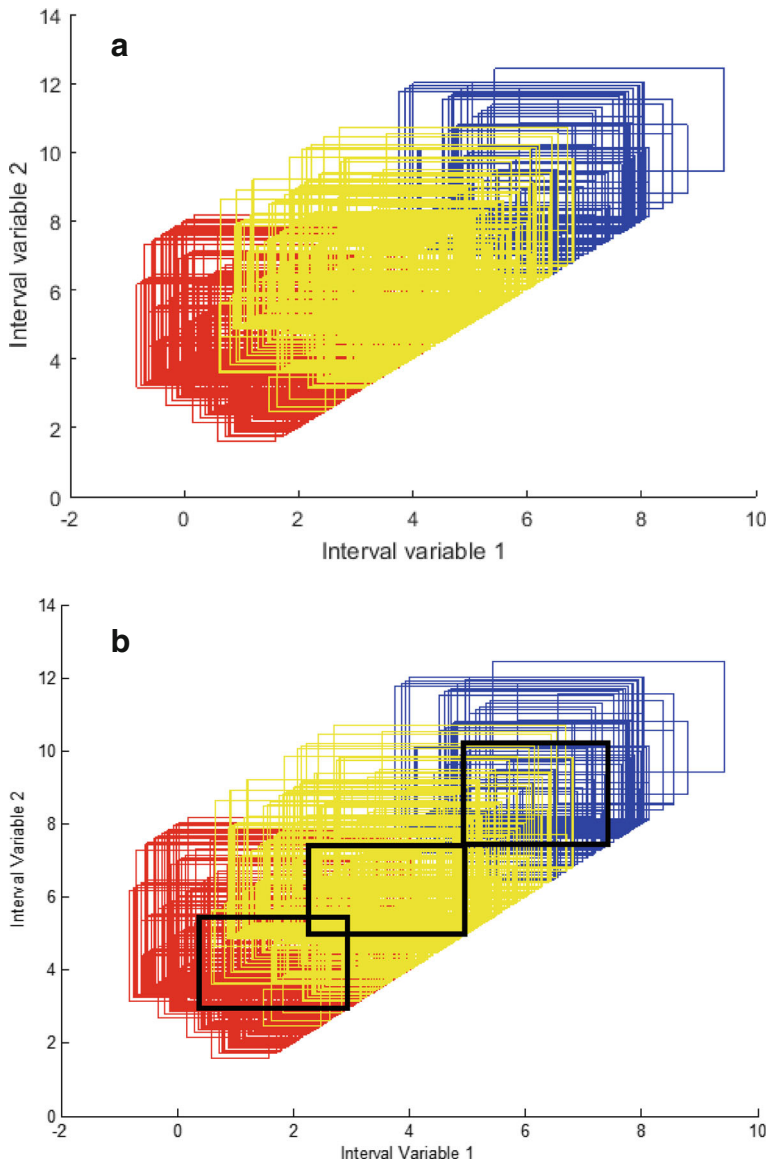 a
14
12
10
8
6
4
2
0
Interval variable 2
-2 0 2 4 6 8 10
Interval variable 1
b
14
12
10
8
6
4
2
0
Interval Variable 2
-2 0 2 4 6 8 10
Interval Variable 1